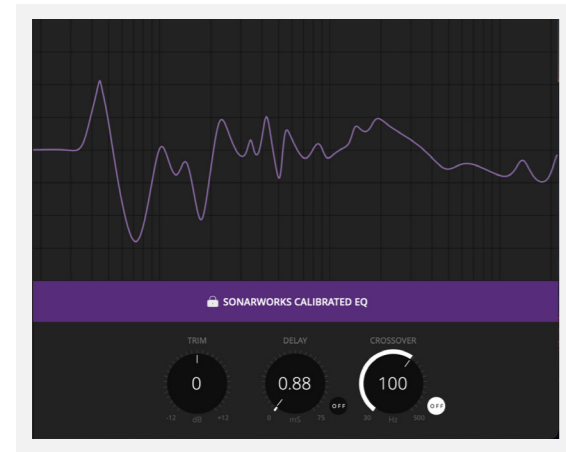 SONARWORKS CALIBRATED EQ
TRIM DELAY CROSSOVER
0 0.88 100
OFF OFF
-12 dB +12 0 mS 75 30 Hz 500